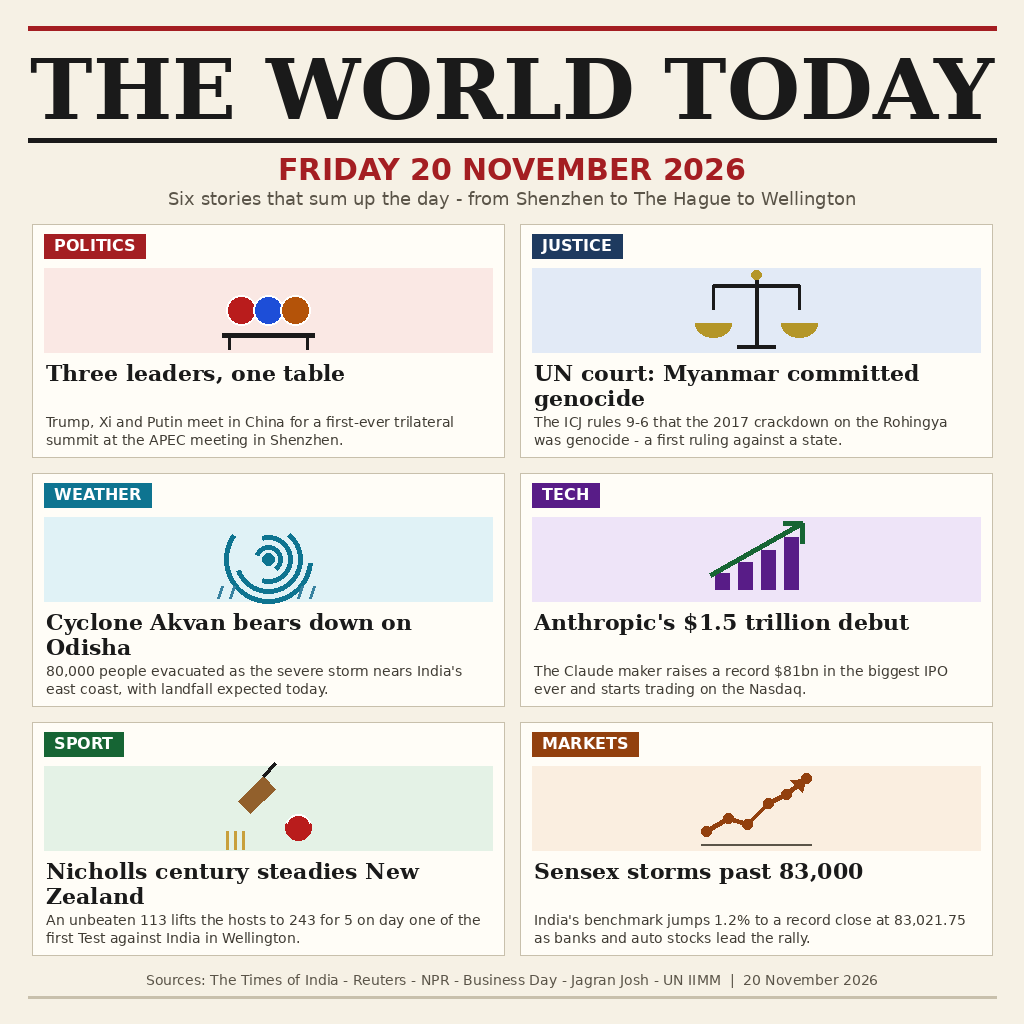 THE WORLD TODAY
FRIDAY 20 NOVEMBER 2026
Six stories that sum up the day - from Shenzhen to The Hague to Wellington
POLITICS
Three leaders, one table
Trump, Xi and Putin meet in China for a first-ever trilateral
summit at the APEC meeting in Shenzhen.
JUSTICE
UN court: Myanmar committed
genocide
The ICJ rules 9-6 that the 2017 crackdown on the Rohingya
was genocide - a first ruling against a state.
WEATHER
Cyclone Akvan bears down on
Odisha
80,000 people evacuated as the severe storm nears India's
east coast, with landfall expected today.
TECH
Anthropic's $1.5 trillion debut
The Claude maker raises a record $81bn in the biggest IPO
ever and starts trading on the Nasdaq.
SPORT
Nicholls century steadies New
Zealand
An unbeaten 113 lifts the hosts to 243 for 5 on day one of the
first Test against India in Wellington.
MARKETS
Sensex storms past 83,000
India's benchmark jumps 1.2% to a record close at 83,021.75
as banks and auto stocks lead the rally.
Sources: The Times of India - Reuters - NPR - Business Day - Jagran Josh - UN IIMM | 20 November 2026